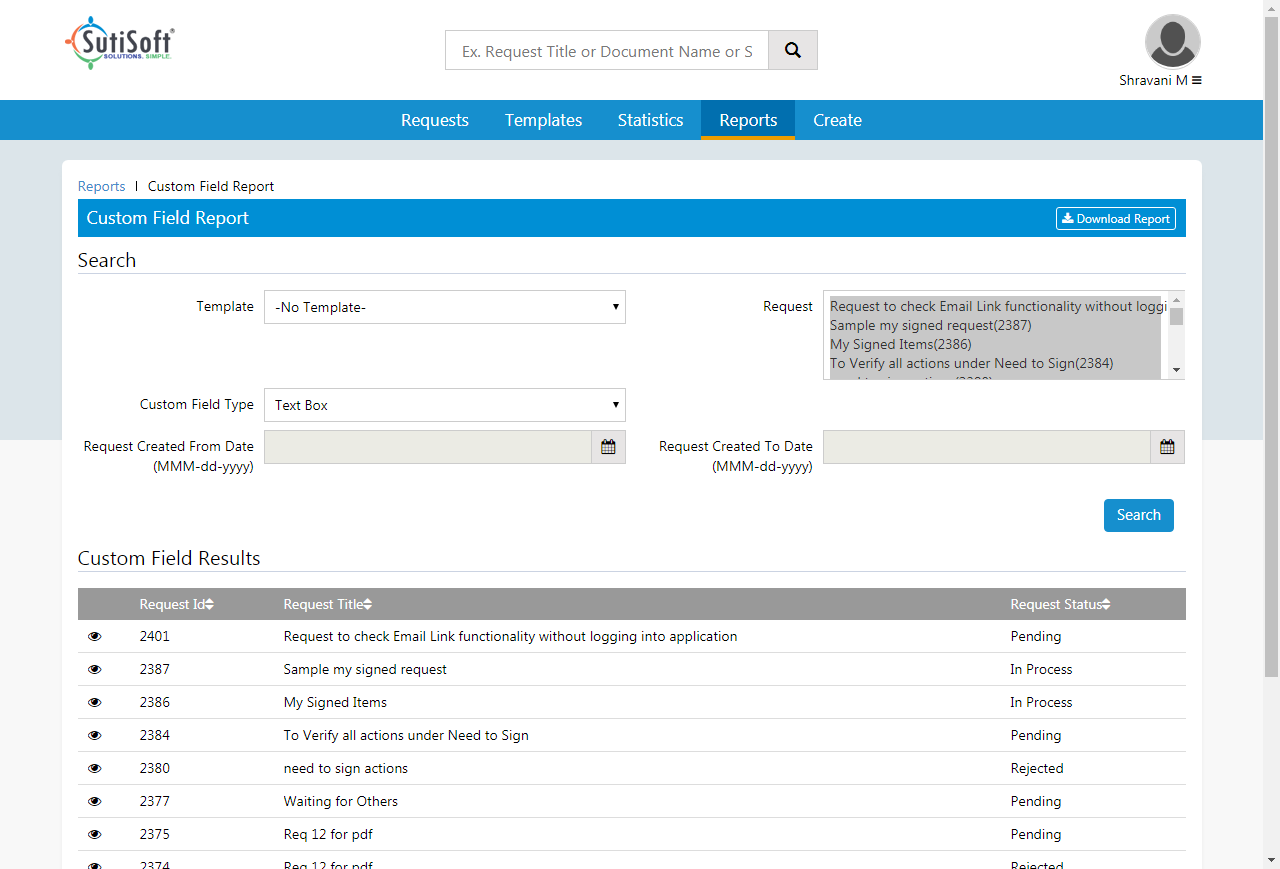 SutiSoft®
SOLUTIONS. SIMPLE.
Ex. Request Title or Document Name or S
Shravani M
Requests Templates Statistics Reports Create
Reports I Custom Field Report
Custom Field Report Download Report
Search
Template -No Template- Request
Request to check Email Link functionality without loggi
Sample my signed request(2387)
My Signed Items(2386)
To Verify all actions under Need to Sign(2384)
Custom Field Type Text Box
Request Created From Date Request Created To Date
(MMM-dd-yyyy) (MMM-dd-yyyy)
Search
Custom Field Results
Request Id Request Title Request Status
2401 Request to check Email Link functionality without logging into application Pending
2387 Sample my signed request In Process
2386 My Signed Items In Process
2384 To Verify all actions under Need to Sign Pending
2380 need to sign actions Rejected
2377 Waiting for Others Pending
2375 Req 12 for pdf Pending
2374 Req 12 for pdf Rejected